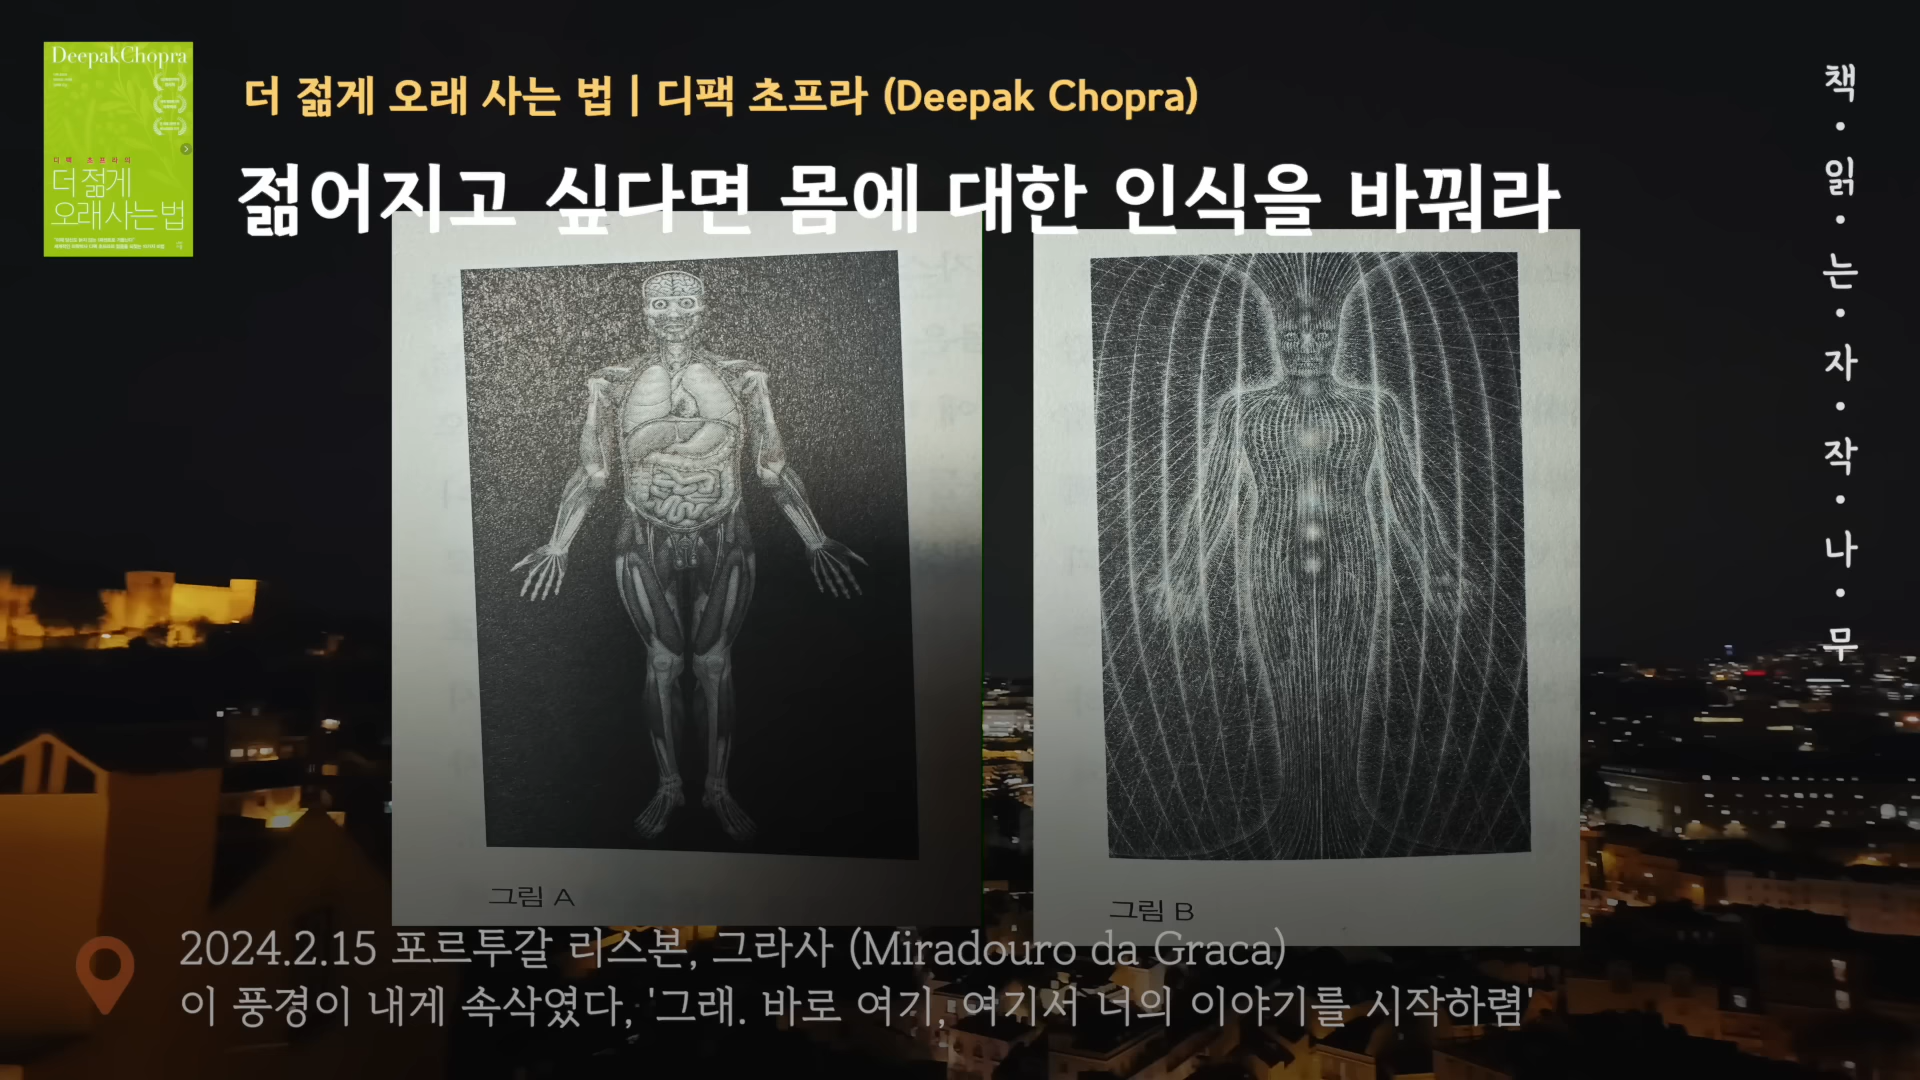 DeepakChopra
디팩 초프라의
더 젊게
오래 사는 법
더 젊게 오래 사는 법 | 디팩 초프라 (Deepak Chopra)
젊어지고 싶다면 몸에 대한 인식을 바꿔라
책·읽·는·자·작·나·무
그림 A
그림 B
2024.2.15 포르투갈 리스본, 그라사 (Miradouro da Graca)
이 풍경이 내게 속삭였다, '그래. 바로 여기, 여기서 너의 이야기를 시작하렴'